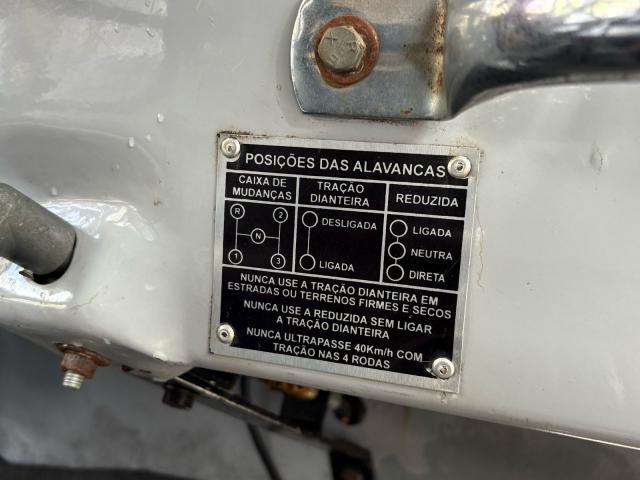 POSIÇÕES DAS ALAVANCAS
CAIXA DE
MUDANÇAS
TRAÇÃO
DIANTEIRA
REDUZIDA
R 2
N
1 3
DESLIGADA
LIGADA
LIGADA
NEUTRA
DIRETA
NUNCA USE A TRAÇÃO DIANTEIRA EM
ESTRADAS OU TERRENOS FIRMES E SECOS
NUNCA USE A REDUZIDA SEM LIGAR
A TRAÇÃO DIANTEIRA
NUNCA ULTRAPASSE 40Km/h COM
TRAÇÃO NAS 4 RODAS